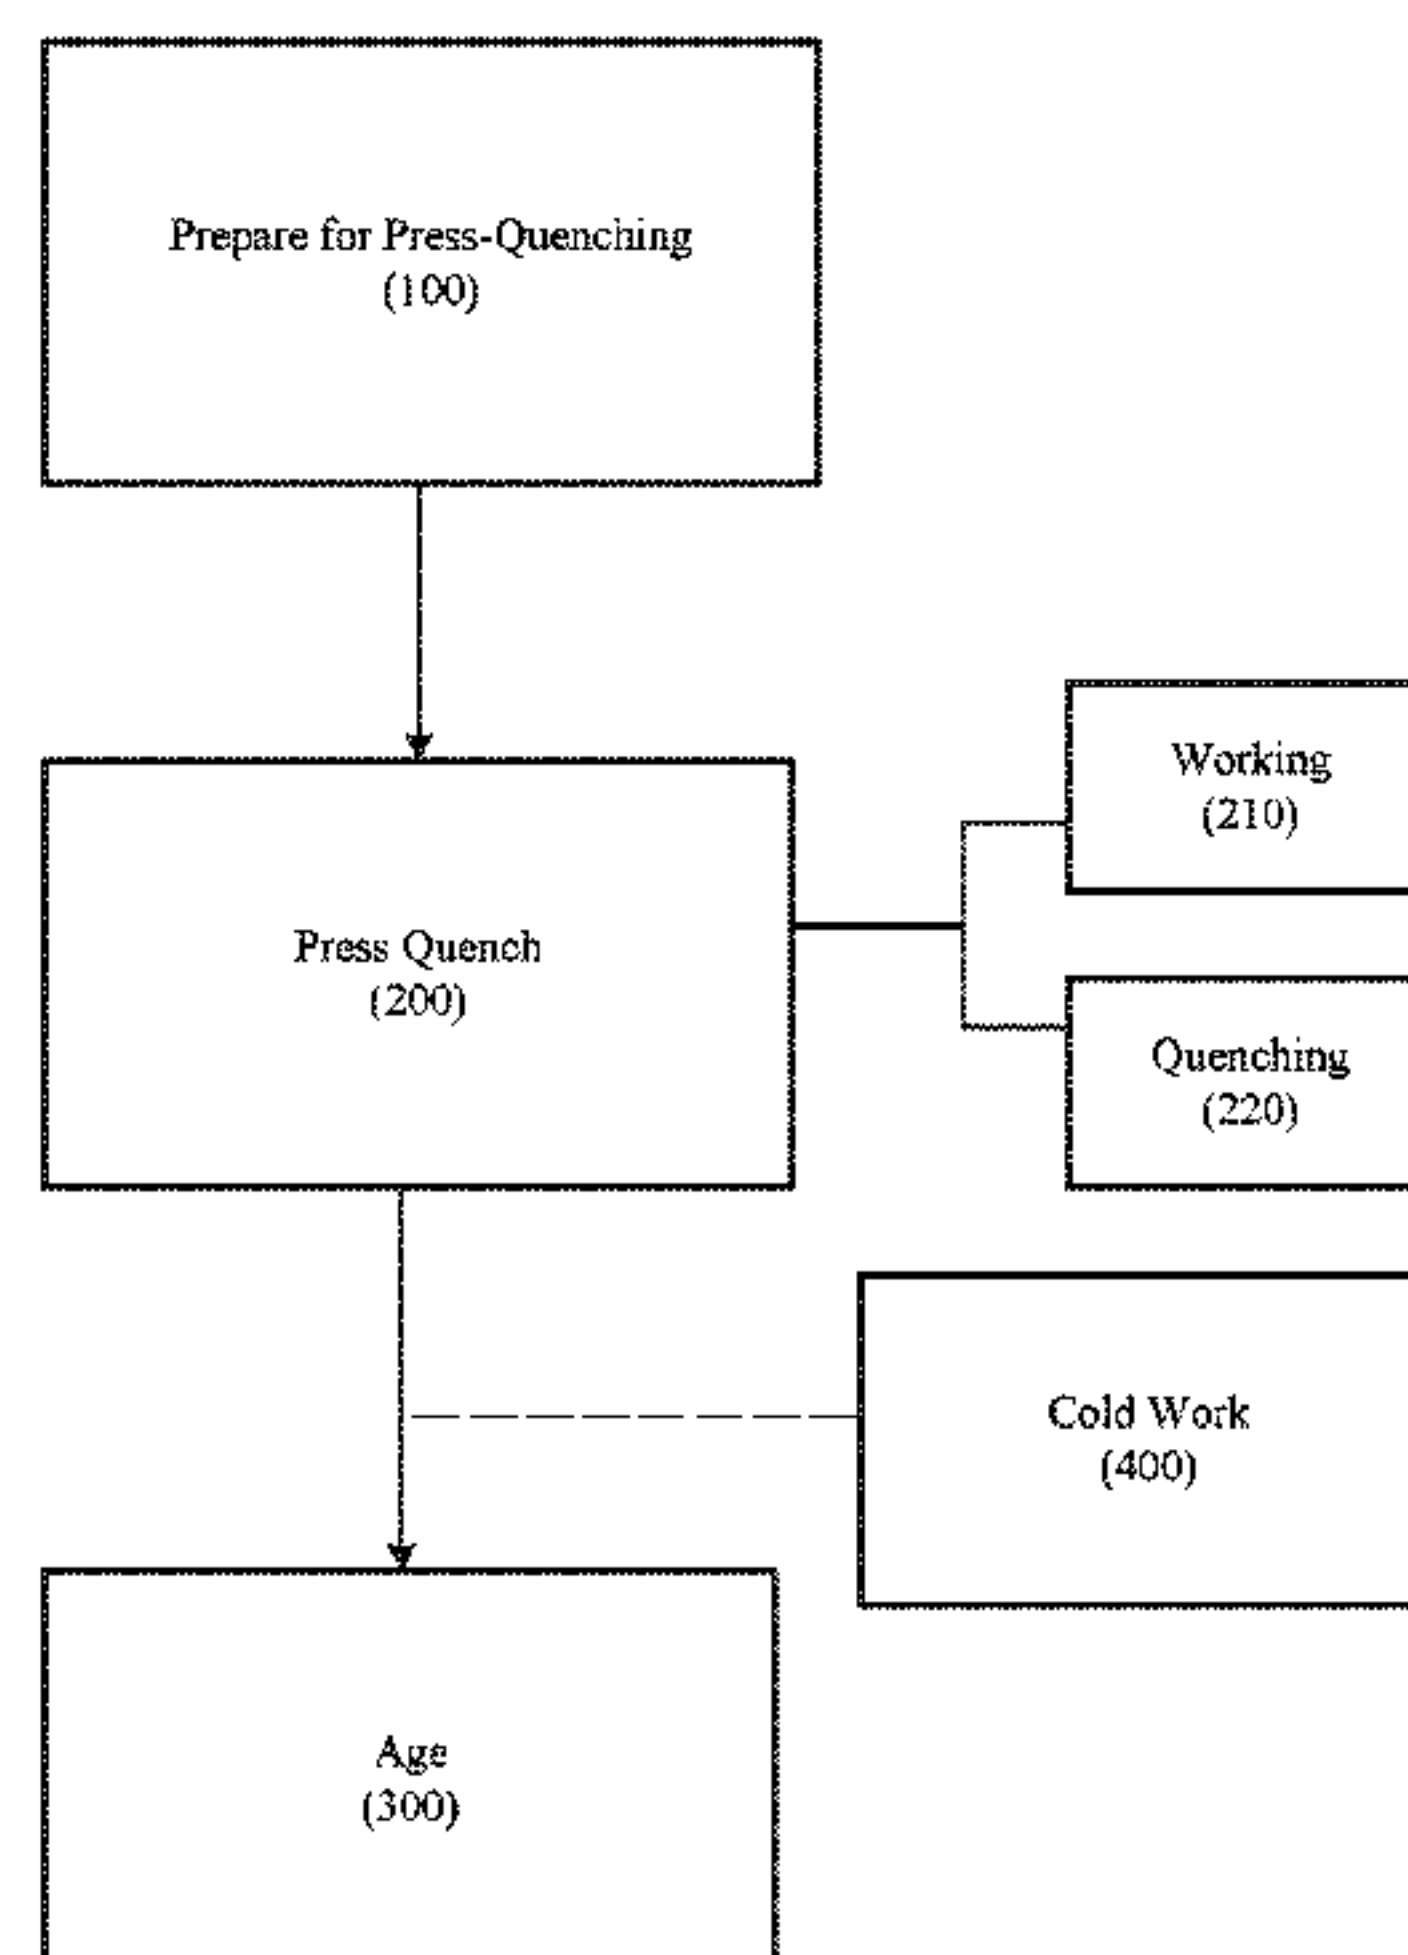 Prepare for Press-Quenching
(100)
Working
(210)
Press Quench
(200)
Quenching
(220)
Cold Work
(400)
Age
(300)